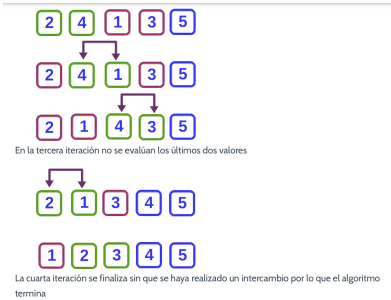 2 4 1 3 5
2 4 1 3 5
2 1 4 3 5
En la tercera iteración no se evalúan los últimos dos valores
2 1 3 4 5
1 2 3 4 5
La cuarta iteración se finaliza sin que se haya realizado un intercambio por lo que el algoritmo
termina